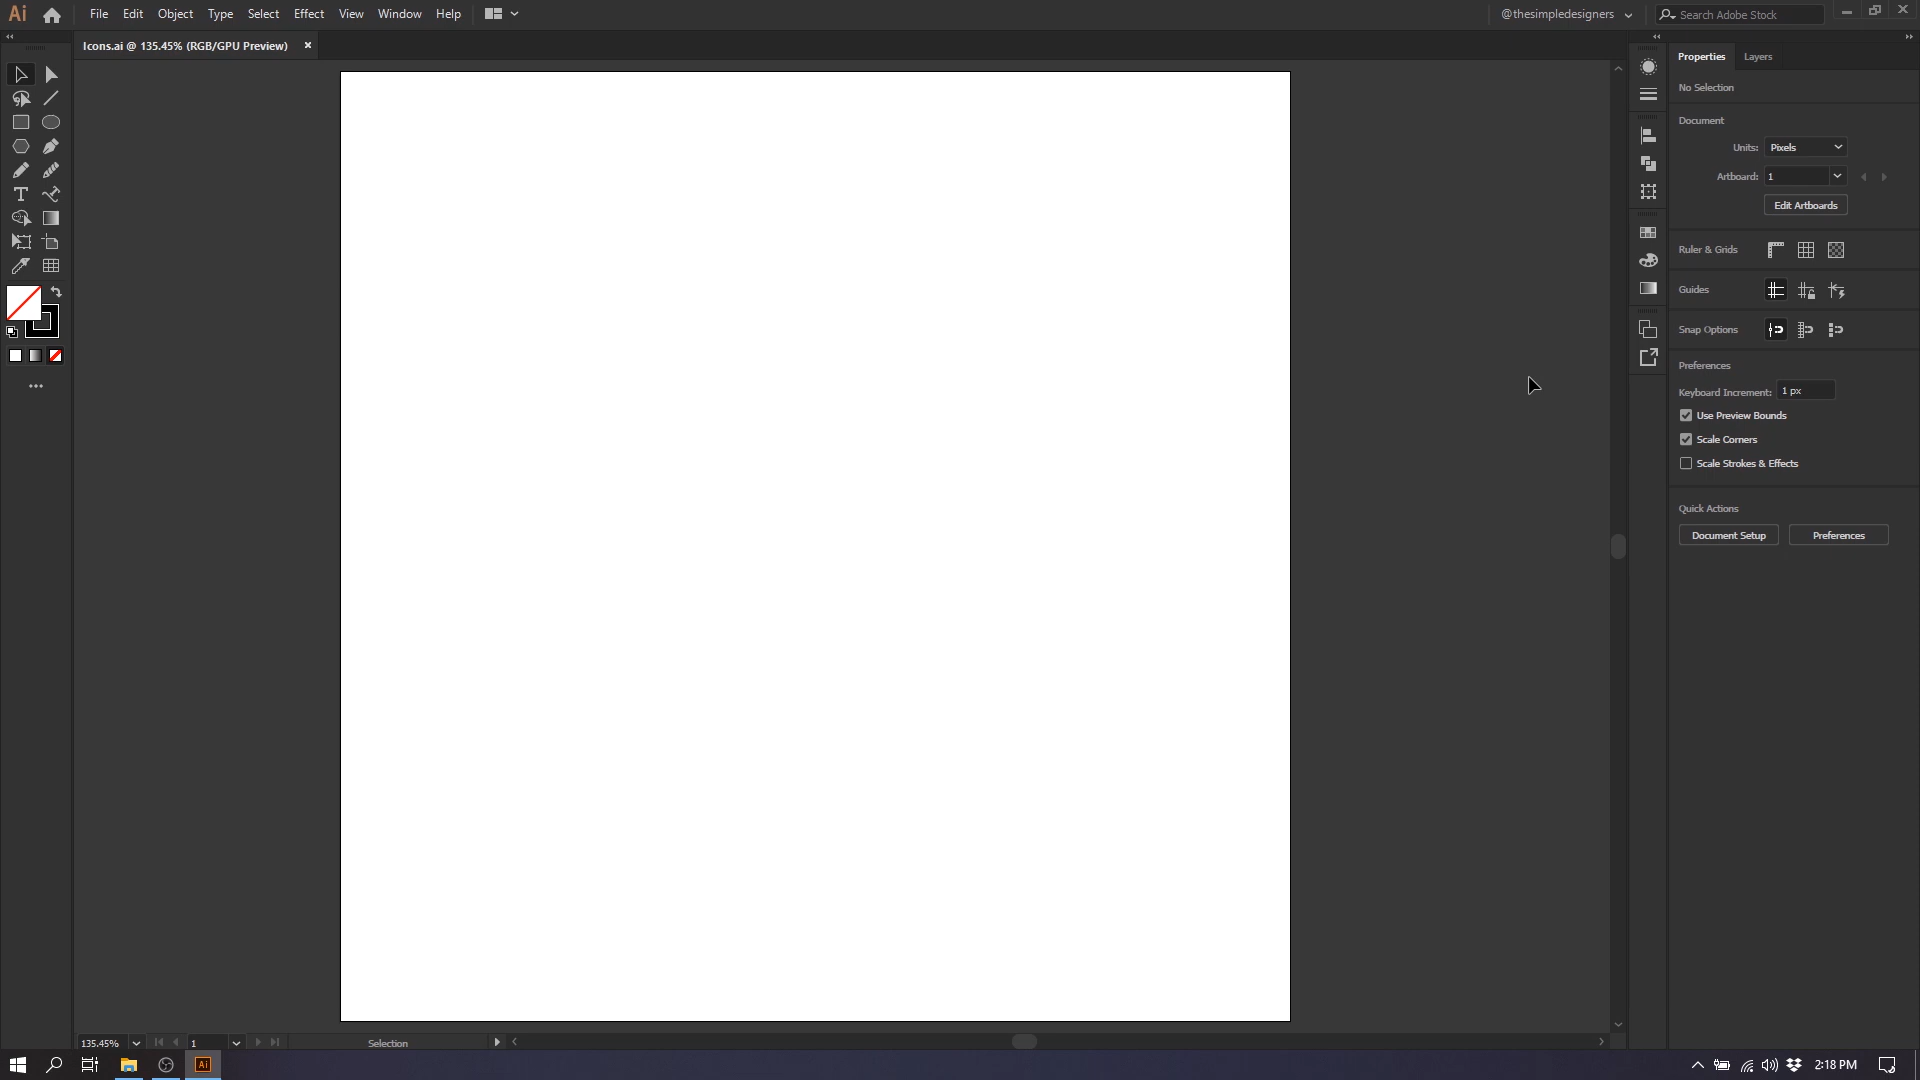 Ai File Edit Object Type Select Effect View Window Help @thesimpledesigners Search Adobe Stock
Icons.ai @ 135.45% (RGB/GPU Preview) ×
Properties Layers
No Selection
Document
Units: Pixels
Artboard: 1
Edit Artboards
Ruler & Grids
Guides
Snap Options
Preferences
Keyboard Increment: 1 px
Use Preview Bounds
Scale Corners
Scale Strokes & Effects
Quick Actions
Document Setup Preferences
T
135.45% 1 Selection
Ai 2:18 PM